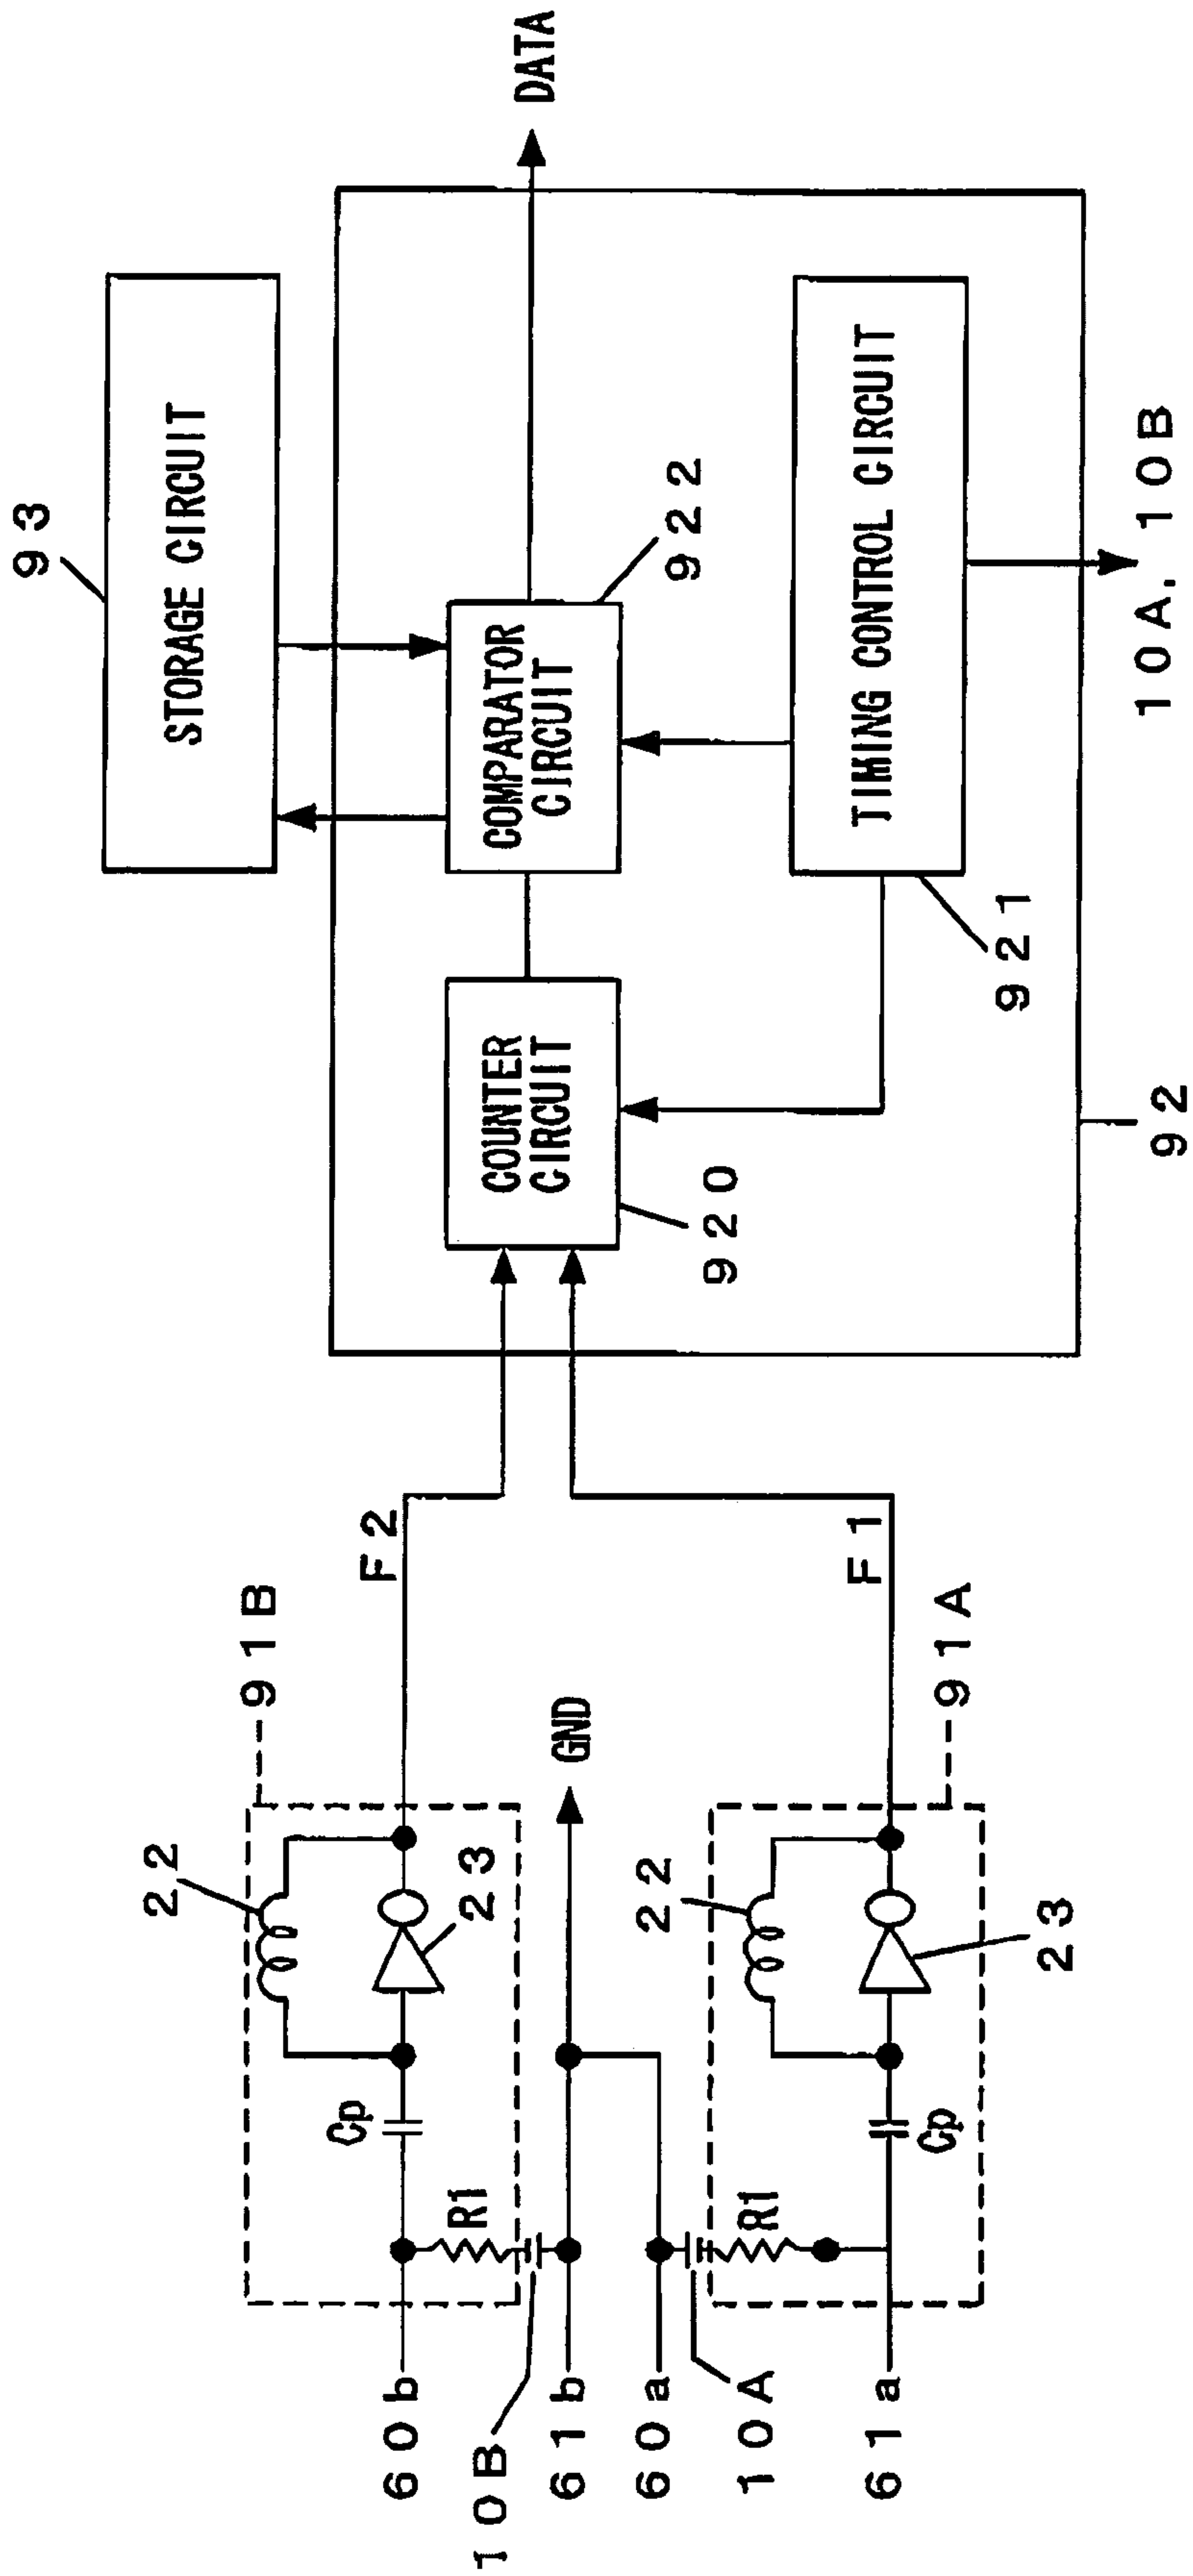 93
STORAGE CIRCUIT
DATA
COMPARATOR
CIRCUIT
922
COUNTER
CIRCUIT
920
TIMING CONTROL CIRCUIT
921
10A, 10B
92
F2
F1
91B
22
23
Cp
R1
GND
91A
22
23
Cp
R1
60b
10B
61b
60a
10A
61a